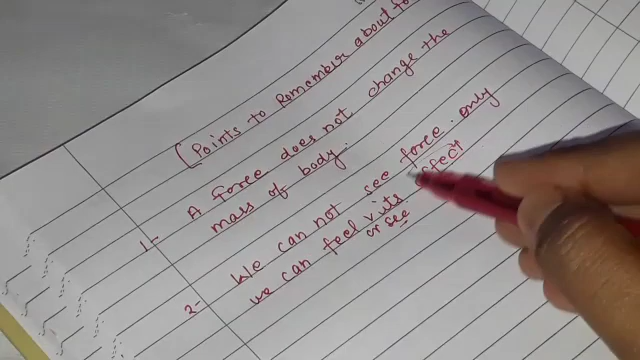 [Points to Remember about fo
1- A Force does not change the
mass of body.
2- We can not see force. only
we can feel its effect
or see